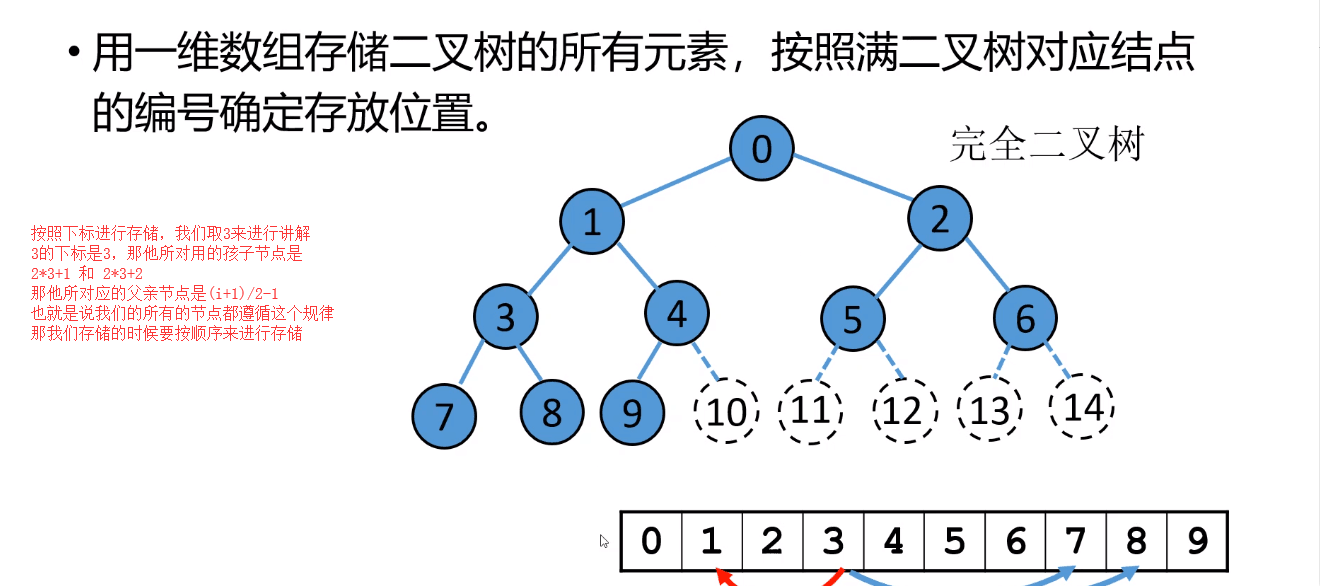 • 用一维数组存储二叉树的所有元素，按照满二叉树对应结点
的编号确定存放位置。
完全二叉树
按照下标进行存储，我们取3来进行讲解
3的下标是3，那他所对用的孩子节点是
2*3+1 和 2*3+2
那他所对应的父亲节点是(i+1)/2-1
也就是说我们的所有的节点都遵循这个规律
那我们存储的时候要按顺序来进行存储
0
1 2
3 4 5 6
7 8 9 10 11 12 13 14
0 1 2 3 4 5 6 7 8 9